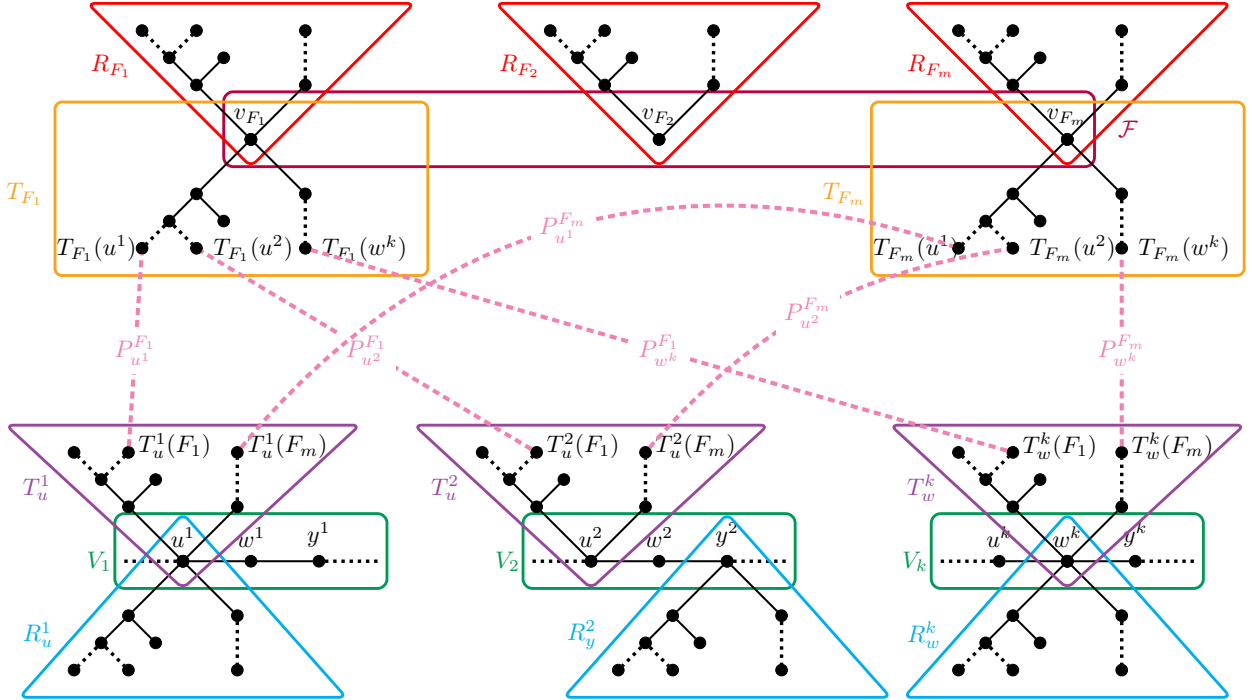 R_{F_1} R_{F_2} R_{F_m}
v_{F_1} v_{F_2} v_{F_m} \mathcal{F}
T_{F_1} T_{F_m}
P_{u^1}^{F_m}
T_{F_1}(u^1) T_{F_1}(u^2) T_{F_1}(w^k) T_{F_m}(u^1) T_{F_m}(u^2) T_{F_m}(w^k)
P_{u^2}^{F_m}
P_{u^1}^{F_1} P_{u^2}^{F_1} P_{w^k}^{F_1} P_{w^k}^{F_m}
T_u^1(F_1) T_u^1(F_m) T_u^2(F_1) T_u^2(F_m) T_w^k(F_1) T_w^k(F_m)
T_u^1 T_u^2 T_w^k
u^1 w^1 y^1 u^2 w^2 y^2 u^k w^k y^k
V_1 V_2 V_k
R_u^1 R_y^2 R_w^k